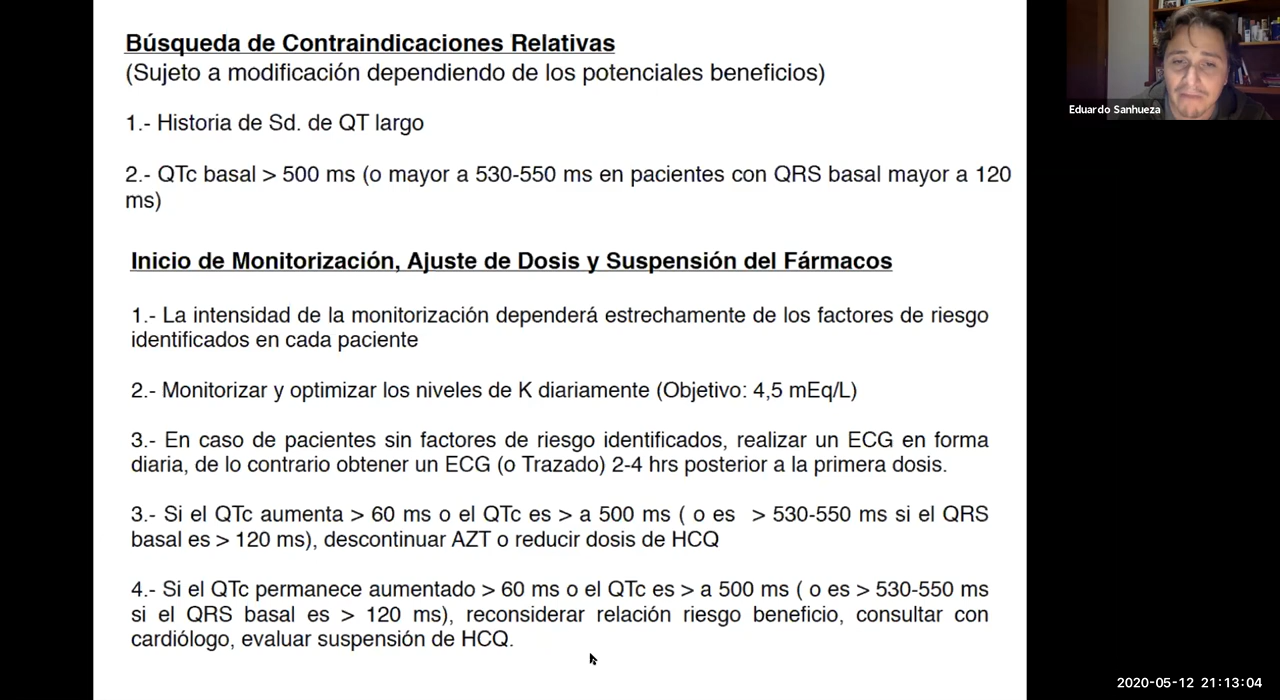 Búsqueda de Contraindicaciones Relativas
(Sujeto a modificación dependiendo de los potenciales beneficios)
1.- Historia de Sd. de QT largo
2.- QTc basal > 500 ms (o mayor a 530-550 ms en pacientes con QRS basal mayor a 120
ms)
Inicio de Monitorización, Ajuste de Dosis y Suspensión del Fármacos
1.- La intensidad de la monitorización dependerá estrechamente de los factores de riesgo
identificados en cada paciente
2.- Monitorizar y optimizar los niveles de K diariamente (Objetivo: 4,5 mEq/L)
3.- En caso de pacientes sin factores de riesgo identificados, realizar un ECG en forma
diaria, de lo contrario obtener un ECG (o Trazado) 2-4 hrs posterior a la primera dosis.
3.- Si el QTc aumenta > 60 ms o el QTc es > a 500 ms ( o es > 530-550 ms si el QRS
basal es > 120 ms), descontinuar AZT o reducir dosis de HCQ
4.- Si el QTc permanece aumentado > 60 ms o el QTc es > a 500 ms ( o es > 530-550 ms
si el QRS basal es > 120 ms), reconsiderar relación riesgo beneficio, consultar con
cardiólogo, evaluar suspensión de HCQ.
Eduardo Sanhueza
2020-05-12 21:13:04